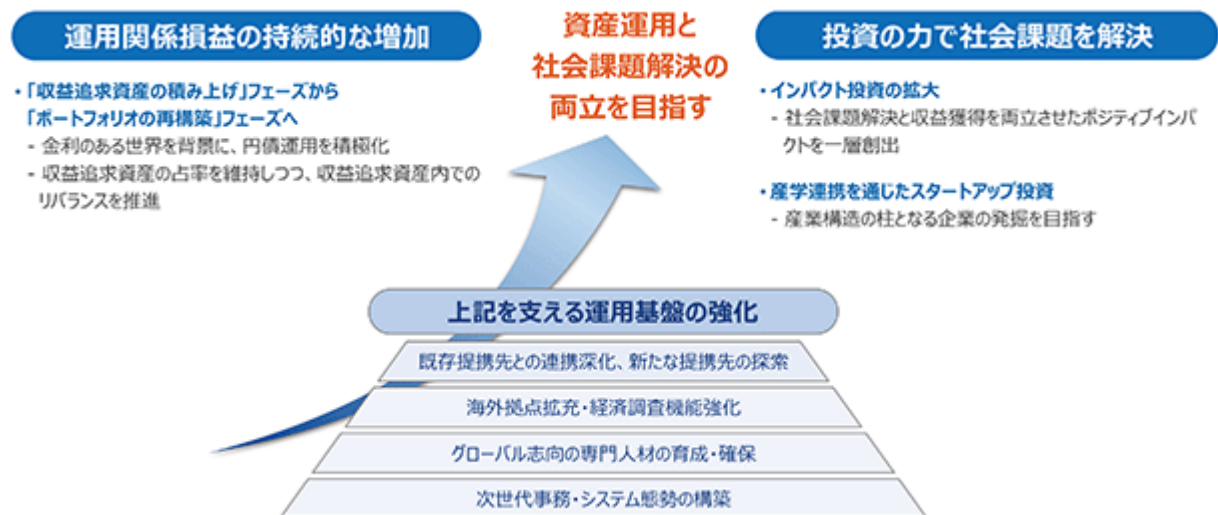 運用関係損益の持続的な増加
・「収益追求資産の積み上げ」フェーズから
「ポートフォリオの再構築」フェーズへ
- 金利のある世界を背景に、円債運用を積極化
- 収益追求資産の占率を維持しつつ、収益追求資産内での
リバランスを推進
資産運用と
社会課題解決の
両立を目指す
投資の力で社会課題を解決
・インパクト投資の拡大
- 社会課題解決と収益獲得を両立させたポジティブインパ
クトを一層創出
・産学連携を通じたスタートアップ投資
- 産業構造の柱となる企業の発掘を目指す
上記を支える運用基盤の強化
既存提携先との連携深化、新たな提携先の探索
海外拠点拡充・経済調査機能強化
グローバル志向の専門人材の育成・確保
次世代事務・システム態勢の構築